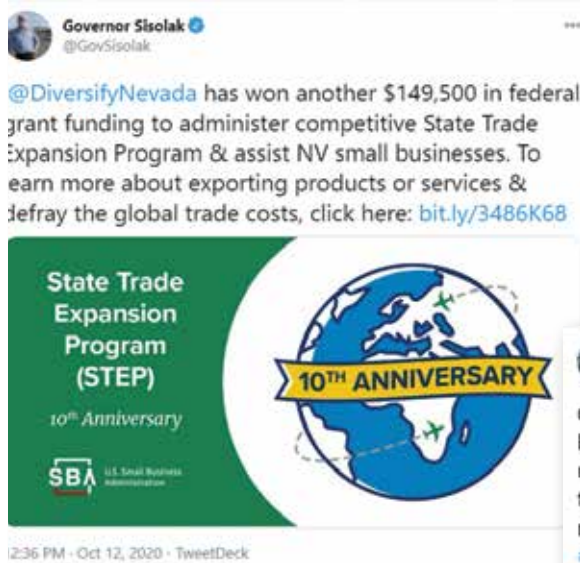 Governor Sisolak
@GovSisolak
@DiversifyNevada has won another $149,500 in federal
grant funding to administer competitive State Trade
Expansion Program & assist NV small businesses. To
earn more about exporting products or services &
defray the global trade costs, click here: bit.ly/3486K68
State Trade
Expansion
Program
(STEP)
10th Anniversary
SBA U.S. Small Business
Administration
10TH ANNIVERSARY
2:36 PM · Oct 12, 2020 · TweetDeck